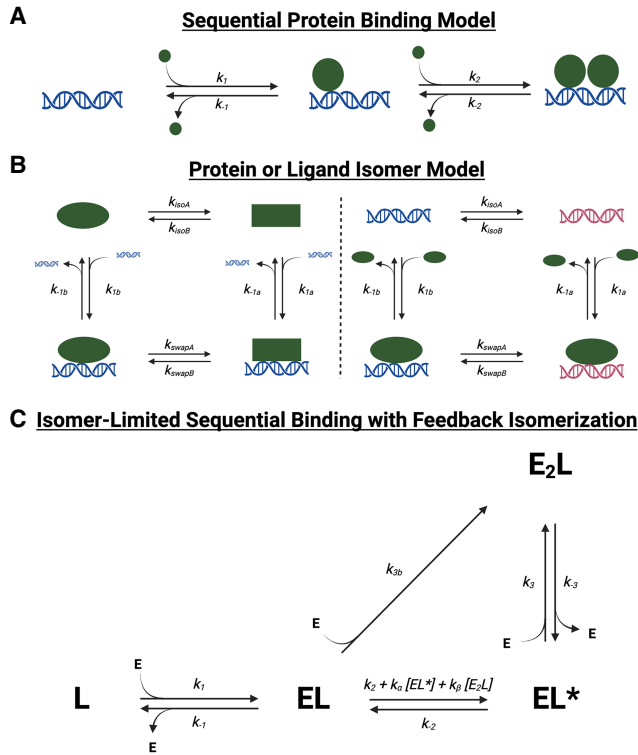 A
Sequential Protein Binding Model
k1
k-1
k2
k-2
B
Protein or Ligand Isomer Model
kisoA
kisoB
kisoA
kisoB
k-1b
k1b
k-1a
k1a
k-1b
k1b
k-1a
k1a
kswapA
kswapB
kswapA
kswapB
C Isomer-Limited Sequential Binding with Feedback Isomerization
E2L
k3b
k3
k-3
E
E
E
E
k1
k2 + kα [EL*] + kβ [E2L]
L
EL
EL*
k-1
k-2
E